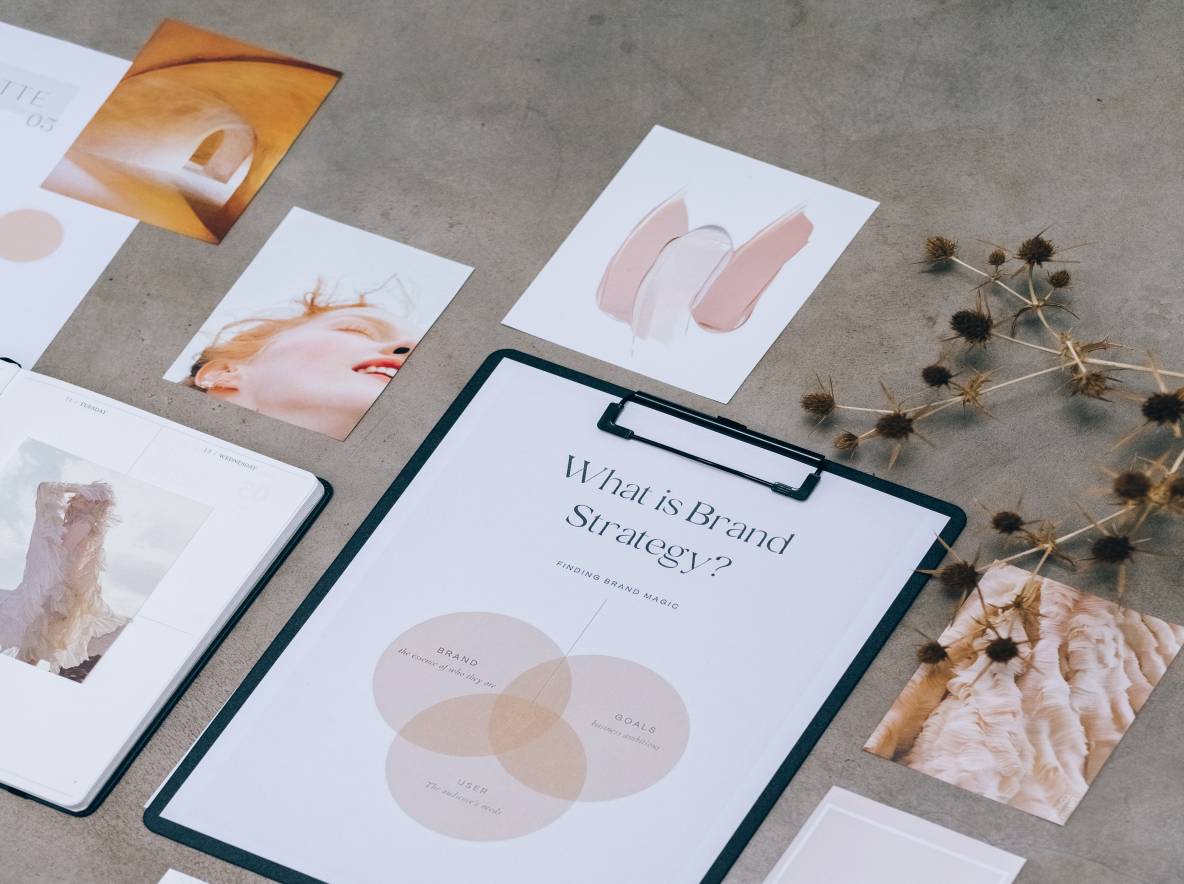 TTE
05
11 / TUESDAY
WEDNESDAY
What is Brand
Strategy?
FINDING BRAND MAGIC
BRAND
the essence of who they are
GOALS
business ambitions
USER
The audience's needs